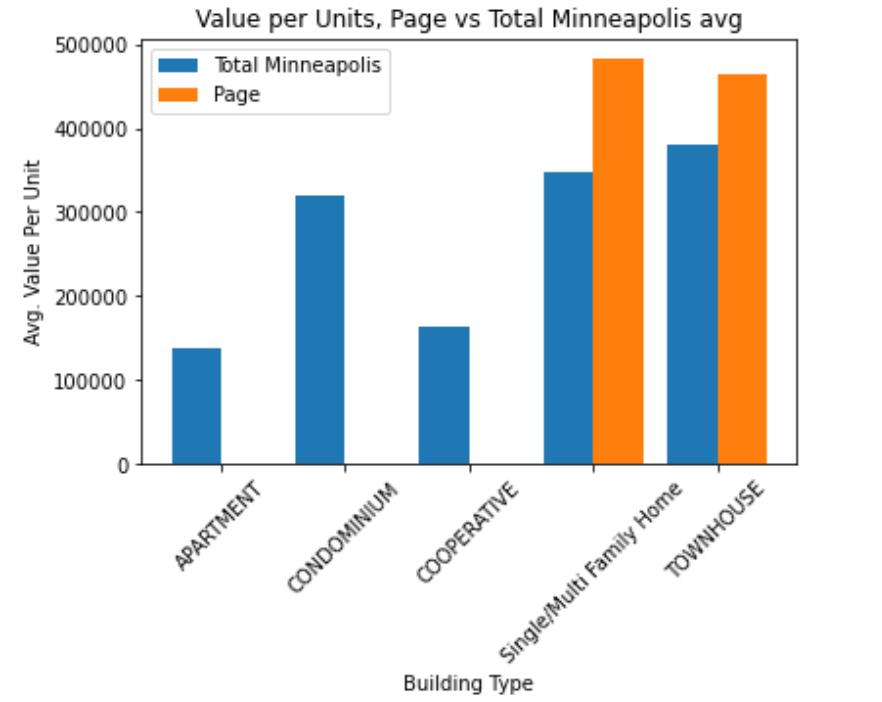 Value per Units, Page vs Total Minneapolis avg
500000
Total Minneapolis
Page
400000
300000
200000
100000
0
Avg. Value Per Unit
APARTMENT
CONDOMINIUM
COOPERATIVE
Single/Multi Family Home
TOWNHOUSE
Building Type